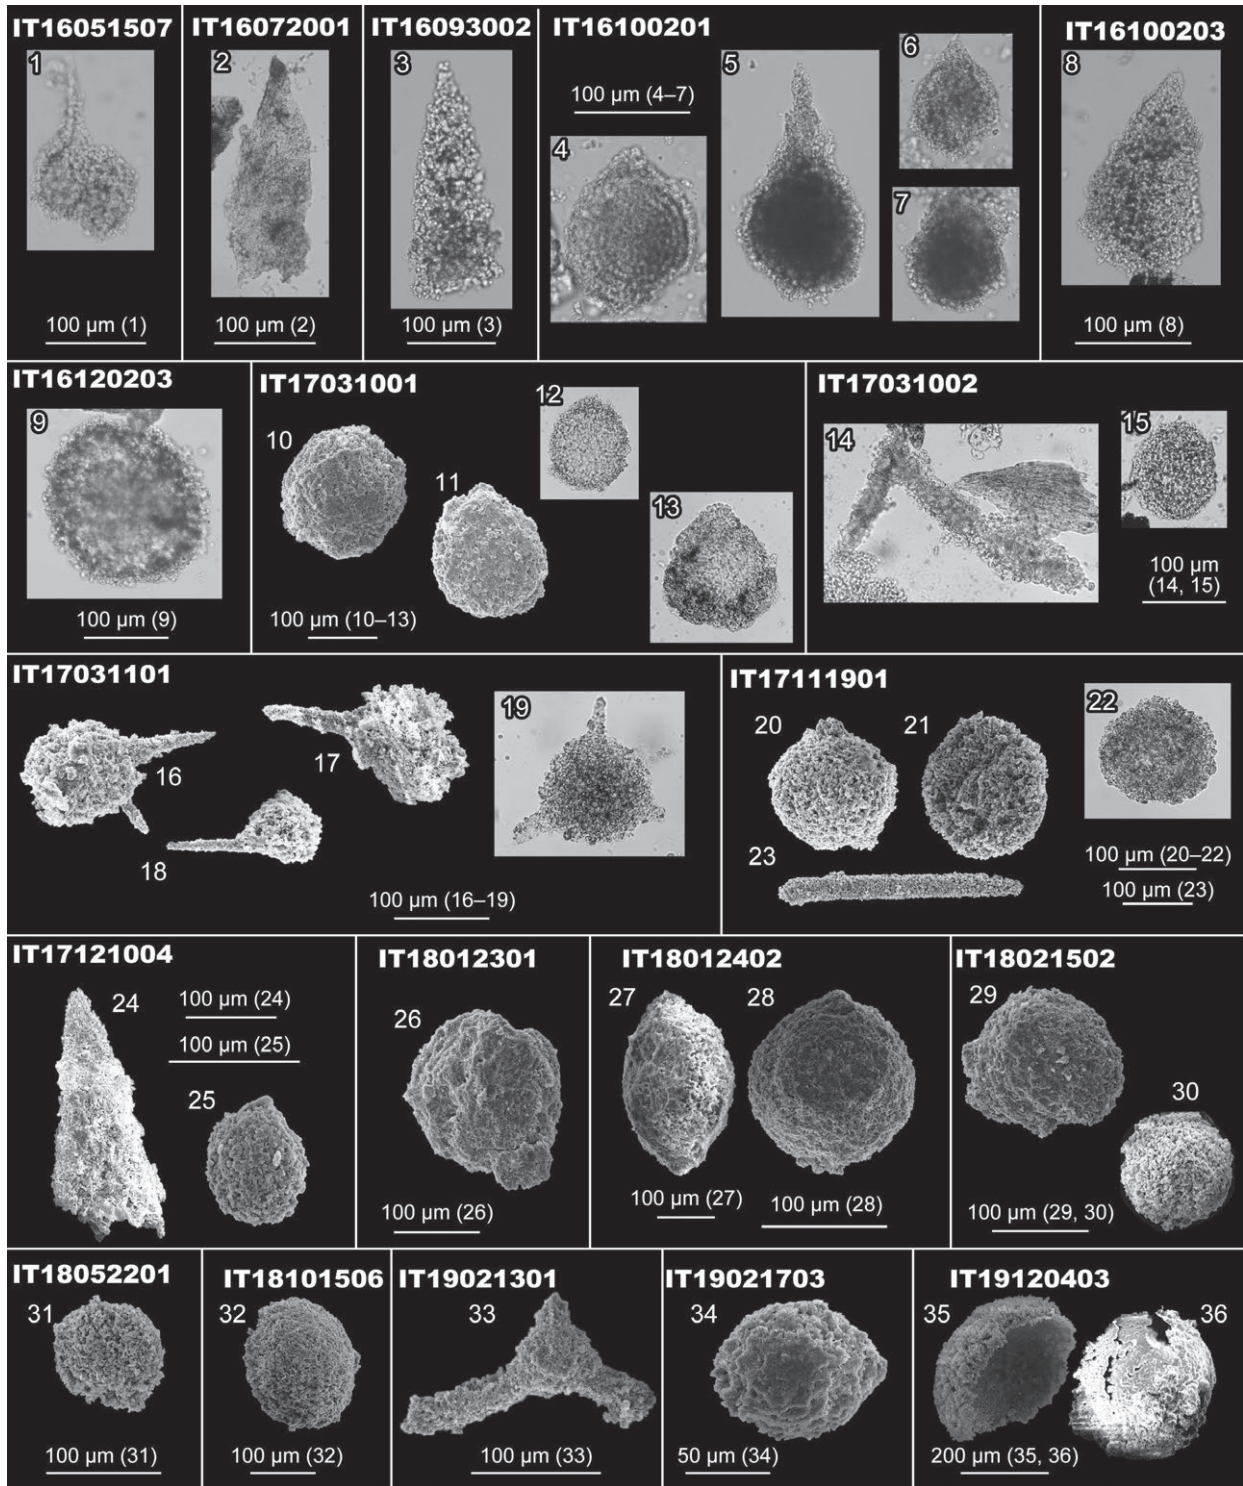 IT16051507
1
100 µm (1)
IT16072001
2
100 µm (2)
IT16093002
3
100 µm (3)
IT16100201
100 µm (4–7)
4
5
6
7
IT16100203
8
100 µm (8)
IT16120203
9
100 µm (9)
IT17031001
10
11
12
13
100 µm (10–13)
IT17031002
14
15
100 µm
(14, 15)
IT17031101
16
17
18
19
100 µm (16–19)
IT17111901
20
21
22
23
100 µm (20–22)
100 µm (23)
IT17121004
24
100 µm (24)
100 µm (25)
25
IT18012301
26
100 µm (26)
IT18012402
27
28
100 µm (27)
100 µm (28)
IT18021502
29
30
100 µm (29, 30)
IT18052201
31
100 µm (31)
IT18101506
32
100 µm (32)
IT19021301
33
100 µm (33)
IT19021703
34
50 µm (34)
IT19120403
35
36
200 µm (35, 36)